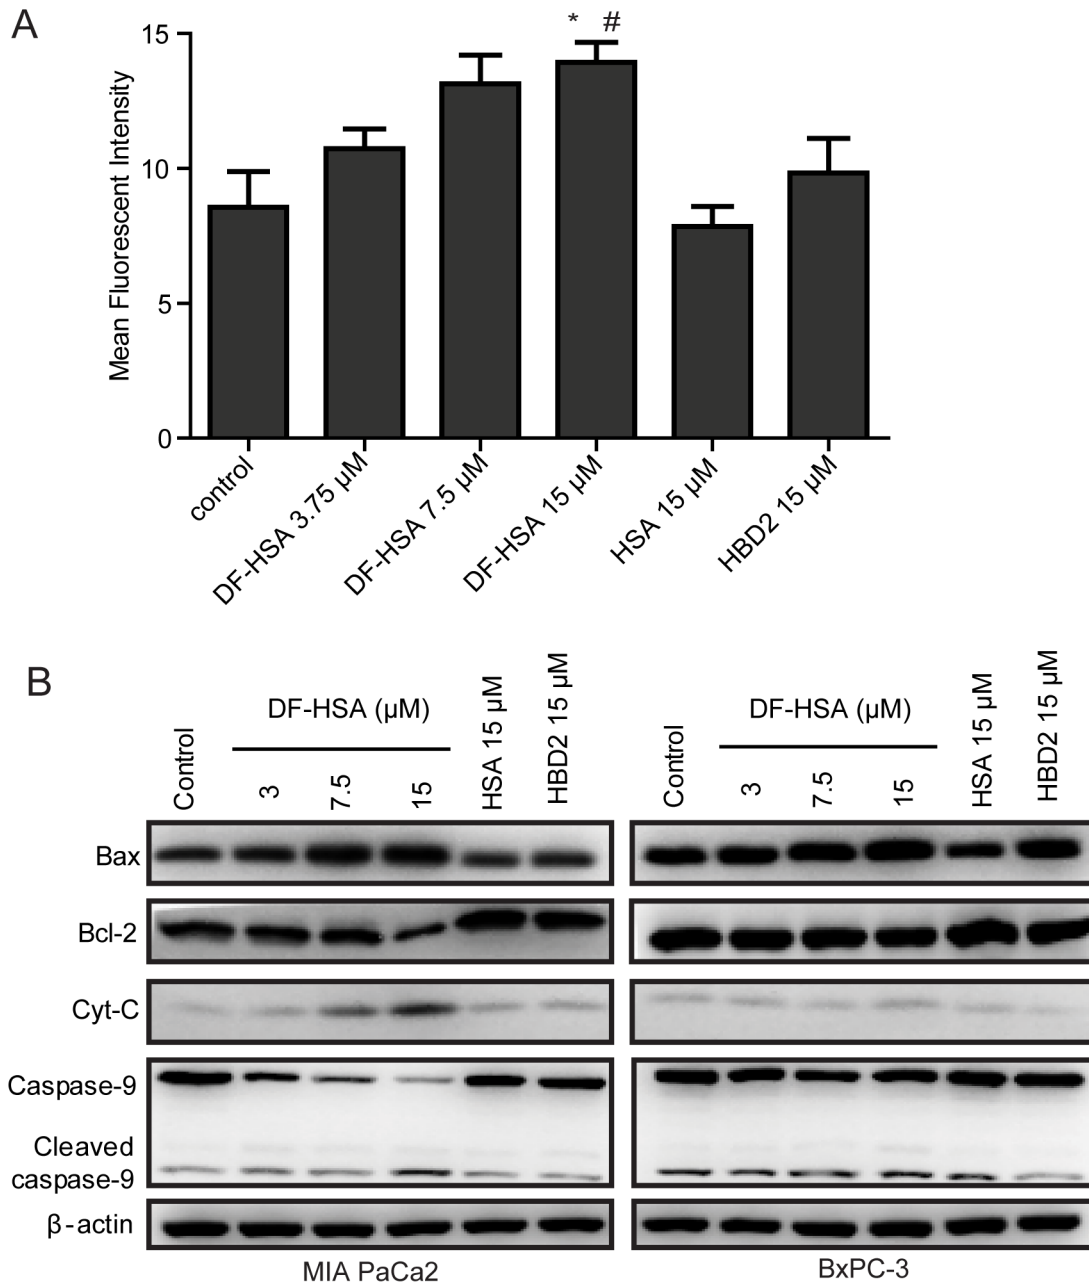 A
* #
15
10
5
0
Mean Fluorescent Intensity
control
DF-HSA 3.75 µM
DF-HSA 7.5 µM
DF-HSA 15 µM
HSA 15 µM
HBD2 15 µM
B
DF-HSA (µM)
Control
3
7.5
15
HSA 15 µM
HBD2 15 µM
DF-HSA (µM)
Control
3
7.5
15
HSA 15 µM
HBD2 15 µM
Bax
Bcl-2
Cyt-C
Caspase-9
Cleaved
caspase-9
β-actin
MIA PaCa2
BxPC-3